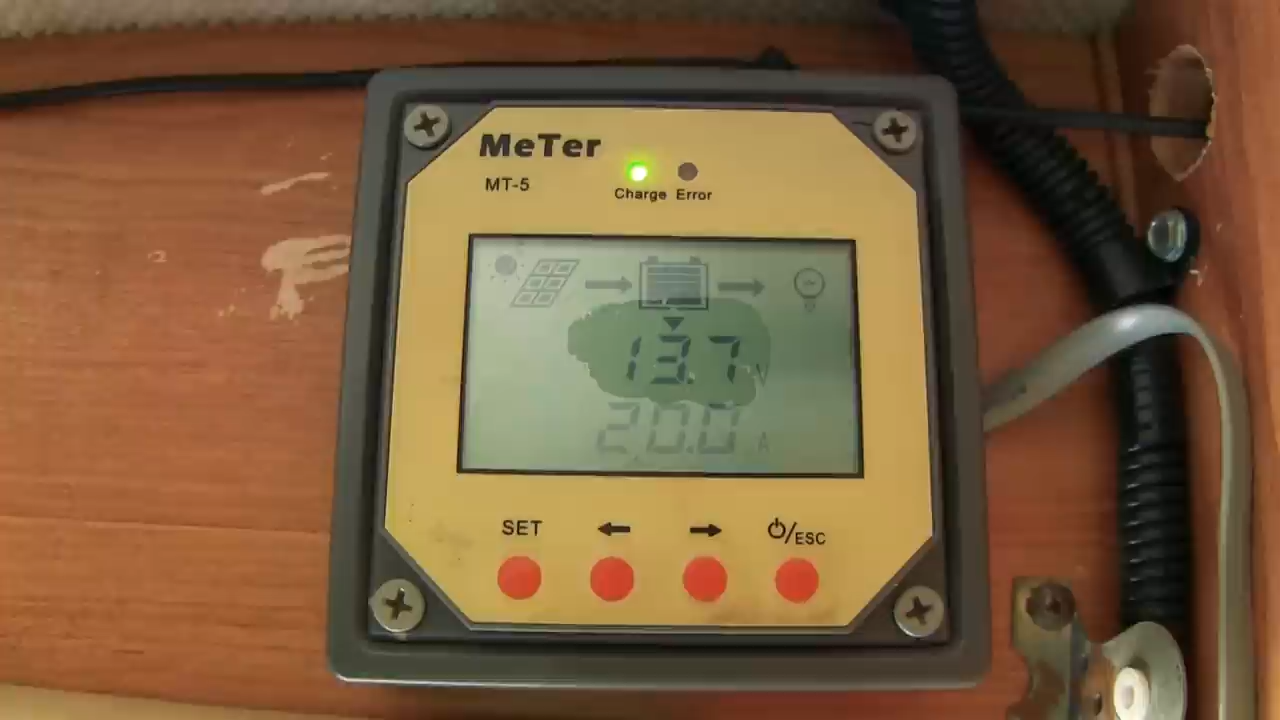 MeTer
MT-5
Charge Error
13.7 V
20.0 A
SET
/ESC